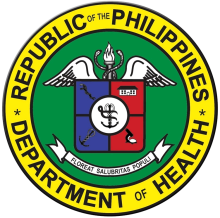 REPUBLIC OF THE PHILIPPINES
FLOREAT SALUBRITAS POPULI
DEPARTMENT OF HEALTH